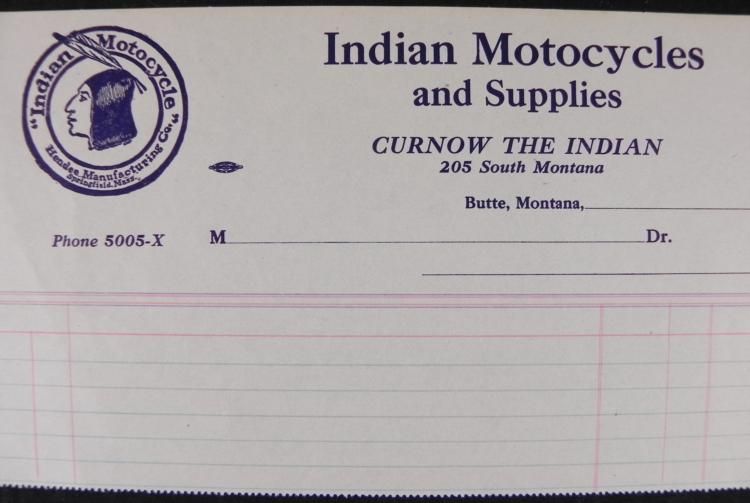 "Indian Motocycle"
Hendee Manufacturing Co.
Springfield, Mass.
Indian Motocycles
and Supplies
CURNOW THE INDIAN
205 South Montana
Butte, Montana,
Phone 5005-X
M Dr.